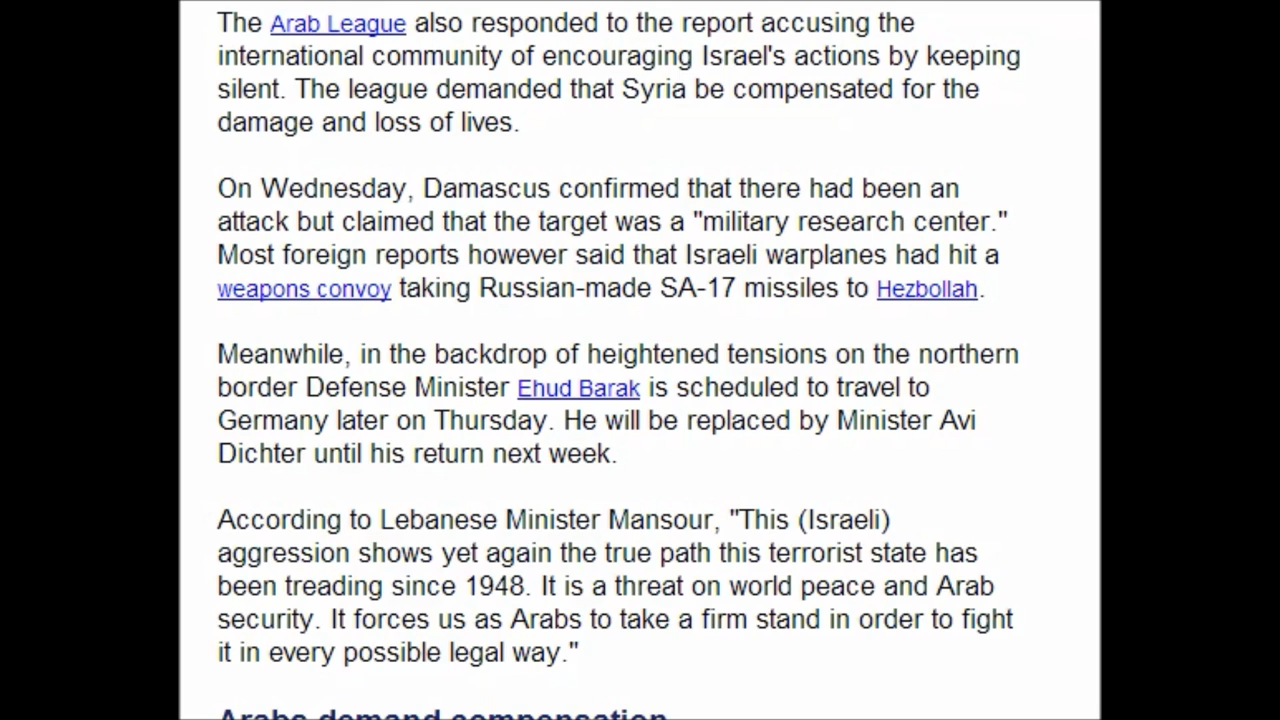 The Arab League also responded to the report accusing the
international community of encouraging Israel's actions by keeping
silent. The league demanded that Syria be compensated for the
damage and loss of lives.
On Wednesday, Damascus confirmed that there had been an
attack but claimed that the target was a "military research center."
Most foreign reports however said that Israeli warplanes had hit a
weapons convoy taking Russian-made SA-17 missiles to Hezbollah.
Meanwhile, in the backdrop of heightened tensions on the northern
border Defense Minister Ehud Barak is scheduled to travel to
Germany later on Thursday. He will be replaced by Minister Avi
Dichter until his return next week.
According to Lebanese Minister Mansour, "This (Israeli)
aggression shows yet again the true path this terrorist state has
been treading since 1948. It is a threat on world peace and Arab
security. It forces us as Arabs to take a firm stand in order to fight
it in every possible legal way."
Arabs demand compensation